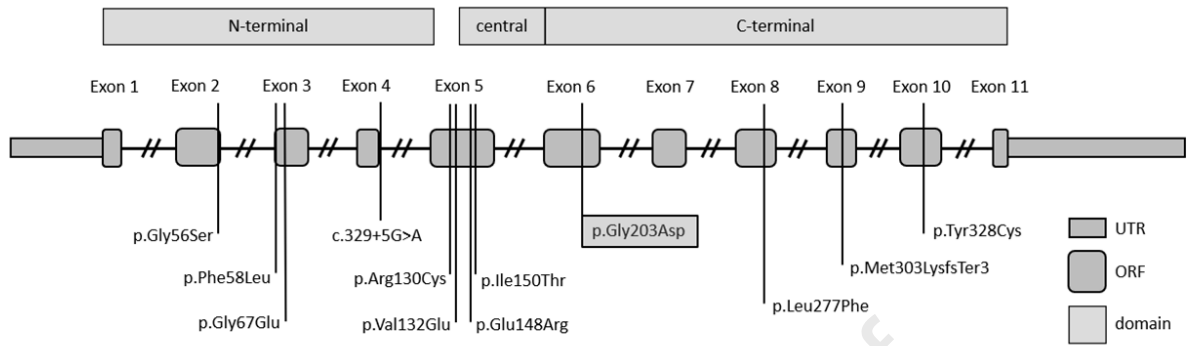 N-terminal central C-terminal
Exon 1 Exon 2 Exon 3 Exon 4 Exon 5 Exon 6 Exon 7 Exon 8 Exon 9 Exon 10 Exon 11
p.Gly56Ser c.329+5G>A p.Gly203Asp p.Tyr328Cys UTR
p.Phe58Leu p.Arg130Cys p.Ile150Thr p.Met303LysfsTer3 ORF
p.Leu277Phe
p.Gly67Glu p.Val132Glu p.Glu148Arg domain